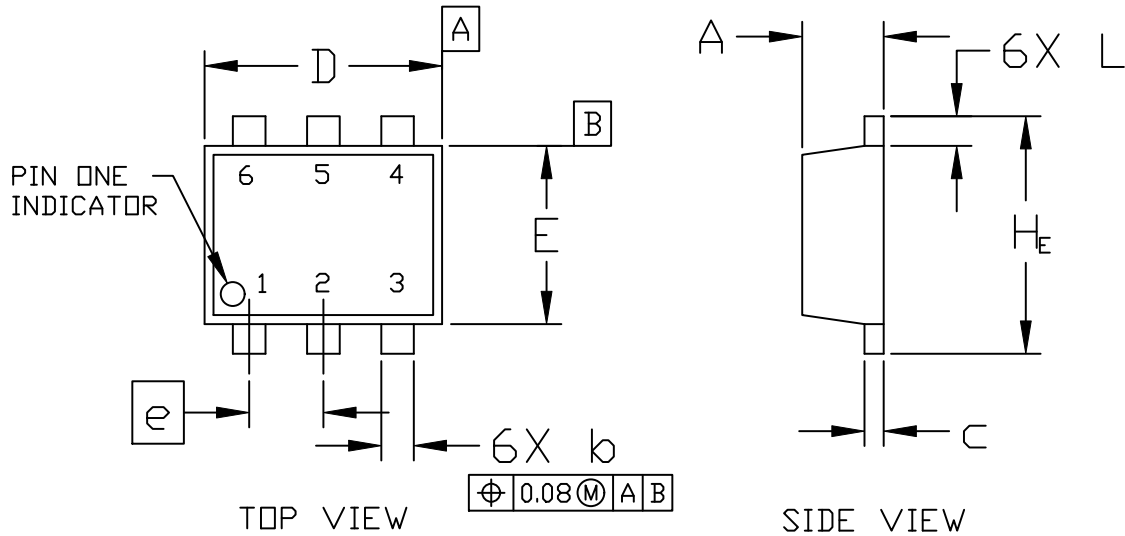 A
D
A
6X L
B
PIN ONE
INDICATOR
6 5 4
E
HE
1 2 3
e
6X b
c
⌖ 0.08 Ⓜ A B
TOP VIEW
SIDE VIEW